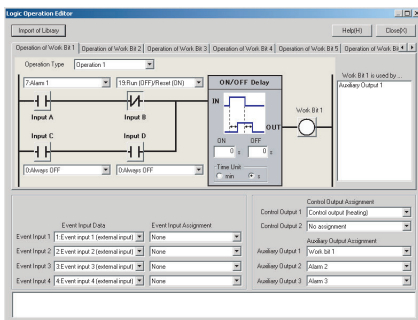 Logic Operation Editor
Import of Library
Help(H)
Close(X)
Operation of Work Bit 1
Operation of Work Bit 2
Operation of Work Bit 3
Operation of Work Bit 4
Operation of Work Bit 5
Operation of Work Bit
Operation Type
Operation 1
7:Alarm 1
19:Run (OFF)/Reset (ON)
ON/OFF Delay
Work Bit 1 is used by ...
Auxiliary Output 1
IN
Work Bit 1
Input A
Input B
OUT
Input C
Input D
ON
OFF
0 s
0 s
Time Unit
min
s
0:Always OFF
0:Always OFF
Control Output Assignment
Control Output 1
Control output (heating)
Control Output 2
No assignment
Event Input Data
Event Input Assignment
Auxiliary Output Assignment
Event Input 1
1:Event input 1 (external input)
None
Auxiliary Output 1
Work bit 1
Event Input 2
2:Event input 2 (external input)
None
Auxiliary Output 2
Alarm 2
Event Input 3
3:Event input 3 (external input)
None
Auxiliary Output 3
Alarm 3
Event Input 4
4:Event input 4 (external input)
None